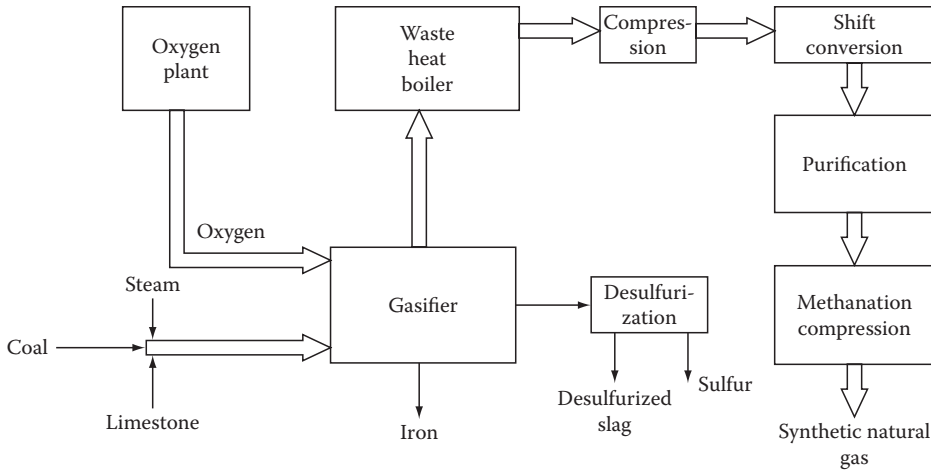 Oxygen
plant
Waste
heat
boiler
Compres-
sion
Shift
conversion
Purification
Oxygen
Steam
Coal
Limestone
Gasifier
Iron
Desulfuri-
zation
Desulfurized
slag
Sulfur
Methanation
compression
Synthetic natural
gas